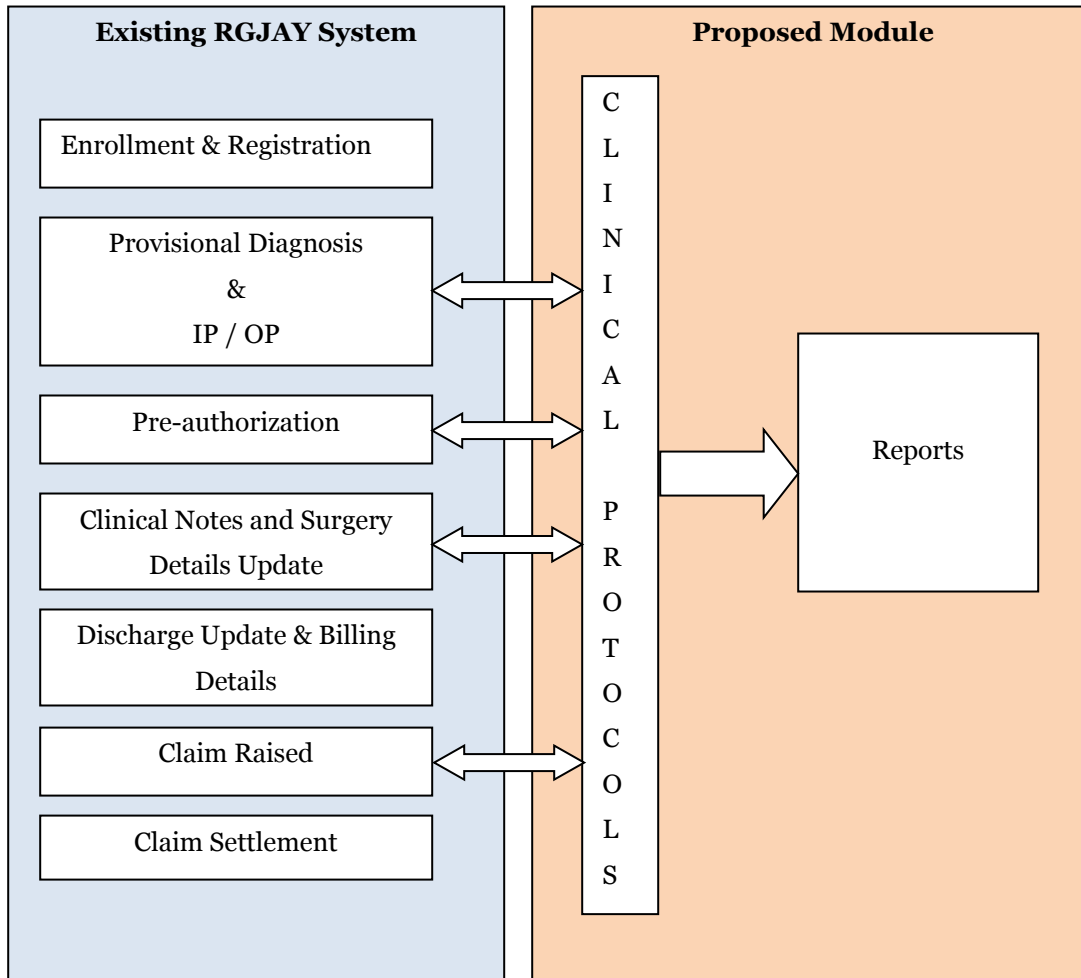 Existing RGJAY System
Enrollment & Registration
Provisional Diagnosis
&
IP / OP
Pre-authorization
Clinical Notes and Surgery
Details Update
Discharge Update & Billing
Details
Claim Raised
Claim Settlement
Proposed Module
C
L
I
N
I
C
A
L
P
R
O
T
O
C
O
L
S
Reports